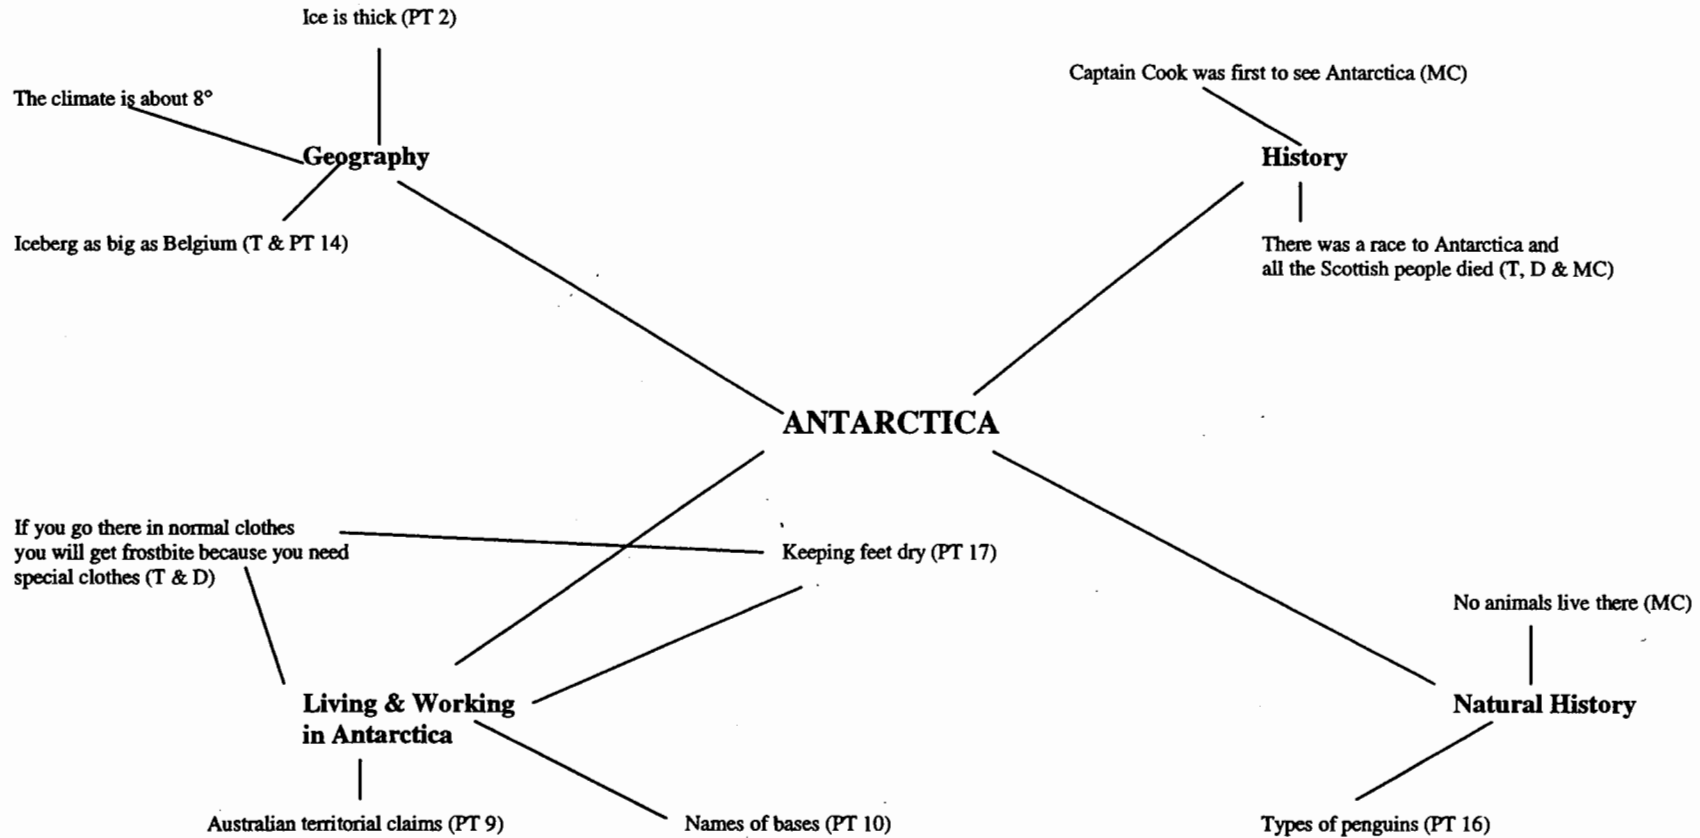 Ice is thick (PT 2)
Captain Cook was first to see Antarctica (MC)
The climate is about 8°
Geography
History
Iceberg as big as Belgium (T & PT 14)
There was a race to Antarctica and
all the Scottish people died (T, D & MC)
ANTARCTICA
If you go there in normal clothes
you will get frostbite because you need
special clothes (T & D)
Keeping feet dry (PT 17)
No animals live there (MC)
Living & Working
in Antarctica
Natural History
Australian territorial claims (PT 9)
Names of bases (PT 10)
Types of penguins (PT 16)